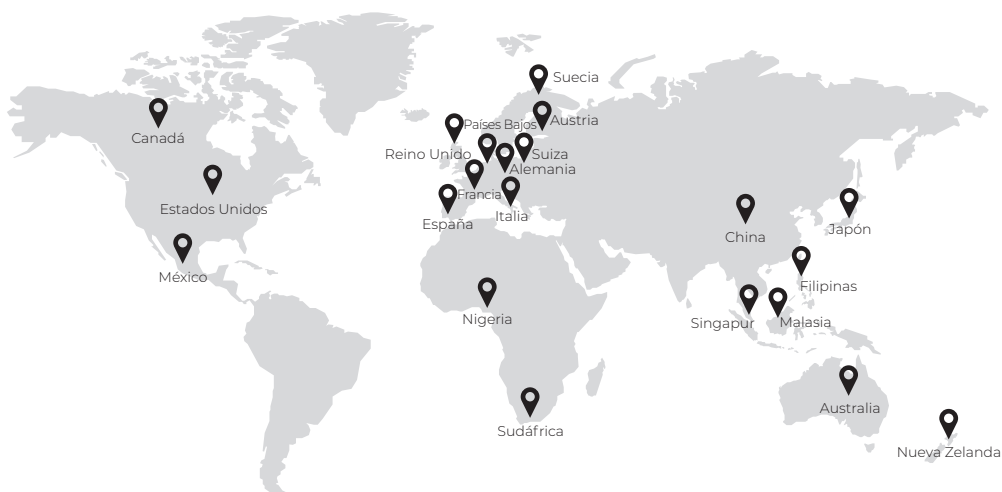 Suecia
Austria
Países Bajos
Canadá
Reino Unido
Suiza
Alemania
Francia
Estados Unidos
España
Italia
China
Japón
México
Filipinas
Nigeria
Singapur
Malasia
Australia
Sudáfrica
Nueva Zelanda